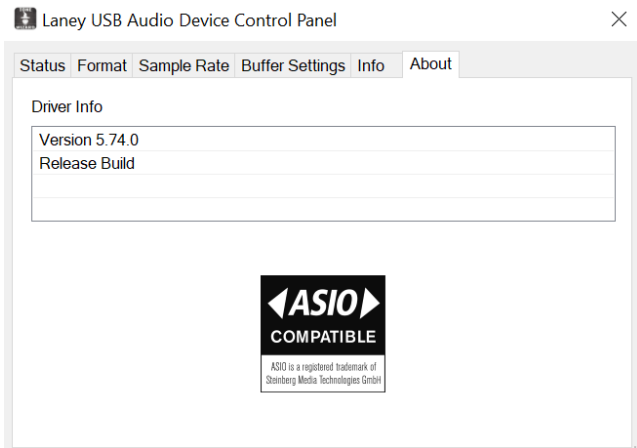 Laney USB Audio Device Control Panel
Status Format Sample Rate Buffer Settings Info About
Driver Info
Version 5.74.0
Release Build
ASIO
COMPATIBLE
ASIO is a registered trademark of
Steinberg Media Technologies GmbH